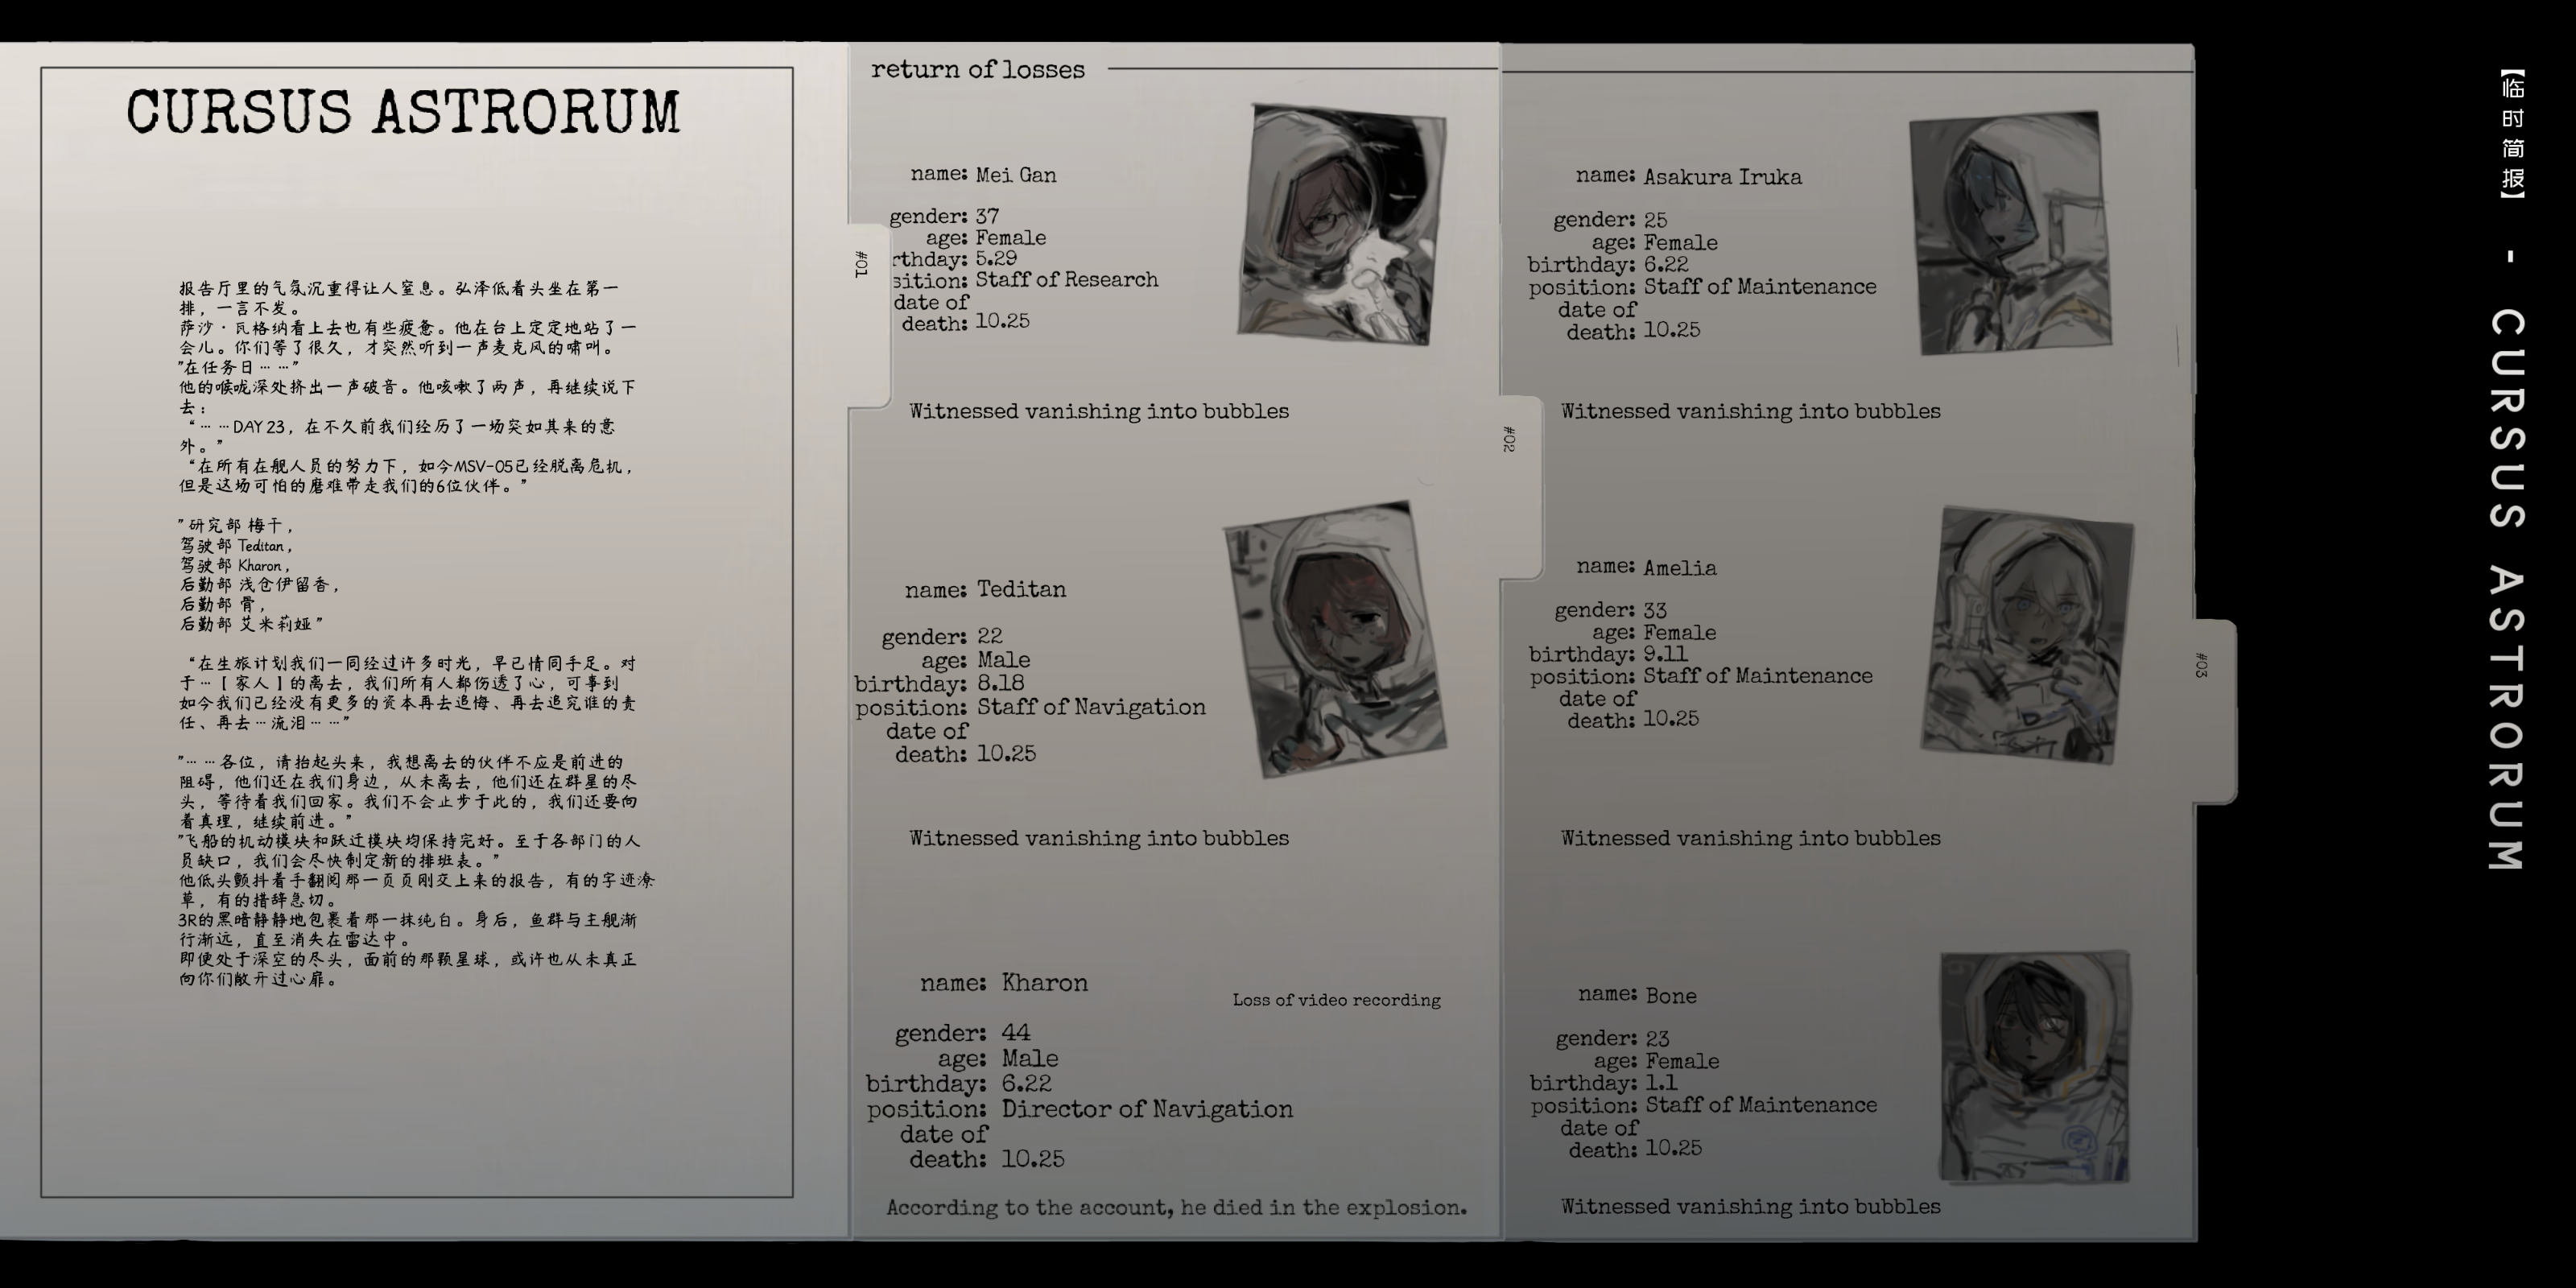 CURSUS ASTRORUM
报告厅里的气氛沉重得让人窒息。弘泽低着头坐在第一
排，一言不发。
萨沙·瓦格纳看上去也有些疲惫。他在台上定定地站了一
会儿。你们等了很久，才突然听到一声麦克风的啸叫。
"在任务日……"
他的喉咙深处挤出一声破音。他咳嗽了两声，再继续说下
去：
“……DAY 23，在不久前我们经历了一场突如其来的意
外。”
“在所有在舰人员的努力下，如今MSV-05已经脱离危机，
但是这场可怕的磨难带走我们的6位伙伴。”
”研究部 梅干，
驾驶部 Teditan，
驾驶部 Kharon，
后勤部 浅仓伊留香，
后勤部 骨，
后勤部 艾米莉娅”
“在生旅计划我们一同经过许多时光，早已情同手足。对
于…【家人】的离去，我们所有人都伤透了心，可事到
如今我们已经没有更多的资本再去追悔、再去追究谁的责
任、再去…流泪……”
"……各位，请抬起头来，我想离去的伙伴不应是前进的
阻碍，他们还在我们身边，从未离去，他们还在群星的尽
头，等待着我们回家。我们不会止步于此的，我们还要向
着真理，继续前进。”
"飞船的机动模块和跃迁模块均保持完好。至于各部门的人
员缺口，我们会尽快制定新的排班表。”
他低头颤抖着手翻阅那一页页刚交上来的报告，有的字迹潦
草，有的措辞急切。
3R的黑暗静静地包裹着那一抹纯白。身后，鱼群与主舰渐
行渐远，直至消失在雷达中。
即使处于深空的尽头，面前的那颗星球，或许也从未真正
向你们敞开过心扉。
#01
return of losses
name: Mei Gan
gender: 37
age: Female
rthday: 5.29
sition: Staff of Research
date of
death: 10.25
Witnessed vanishing into bubbles
name: Teditan
gender: 22
age: Male
birthday: 8.18
position: Staff of Navigation
date of
death: 10.25
Witnessed vanishing into bubbles
name: Kharon
Loss of video recording
gender: 44
age: Male
birthday: 6.22
position: Director of Navigation
date of
death: 10.25
According to the account, he died in the explosion.
#02
name: Asakura Iruka
gender: 25
age: Female
birthday: 6.22
position: Staff of Maintenance
date of
death: 10.25
Witnessed vanishing into bubbles
name: Amelia
gender: 33
age: Female
birthday: 9.11
position: Staff of Maintenance
date of
death: 10.25
Witnessed vanishing into bubbles
name: Bone
gender: 23
age: Female
birthday: 1.1
position: Staff of Maintenance
date of
death: 10.25
Witnessed vanishing into bubbles
#03
【临时简报】 - CURSUS ASTRORUM